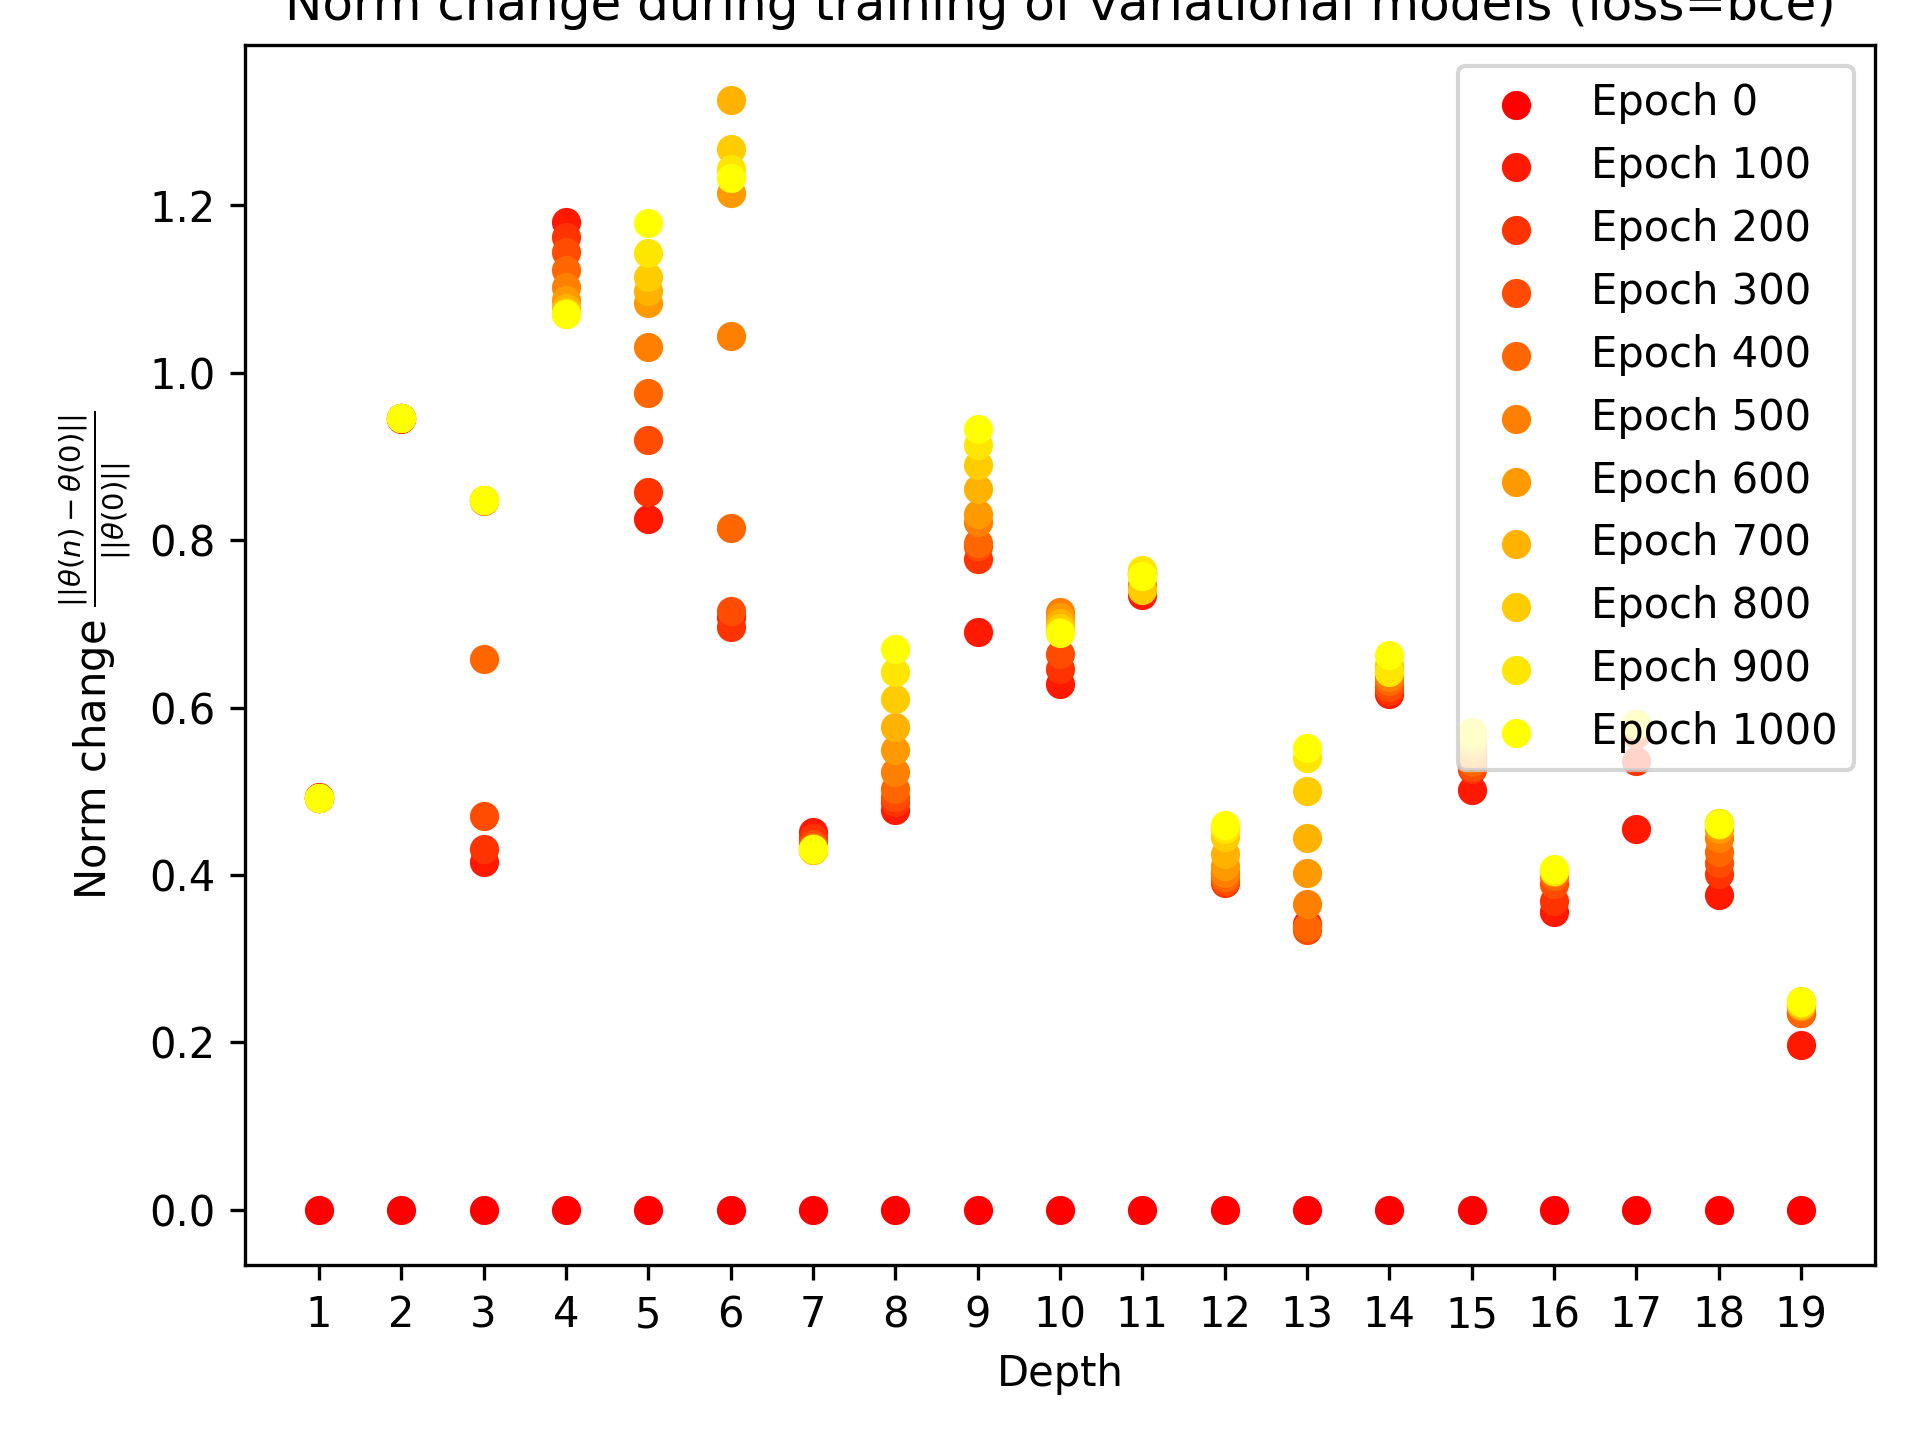 Norm change during training of variational models (loss=bce)
Epoch 0
Epoch 100
Epoch 200
Epoch 300
Epoch 400
Epoch 500
Epoch 600
Epoch 700
Epoch 800
Epoch 900
Epoch 1000
1.2
1.0
0.8
0.6
0.4
0.2
0.0
Norm change ||θ(n) − θ(0)|| / ||θ(0)||
1 2 3 4 5 6 7 8 9 10 11 12 13 14 15 16 17 18 19
Depth